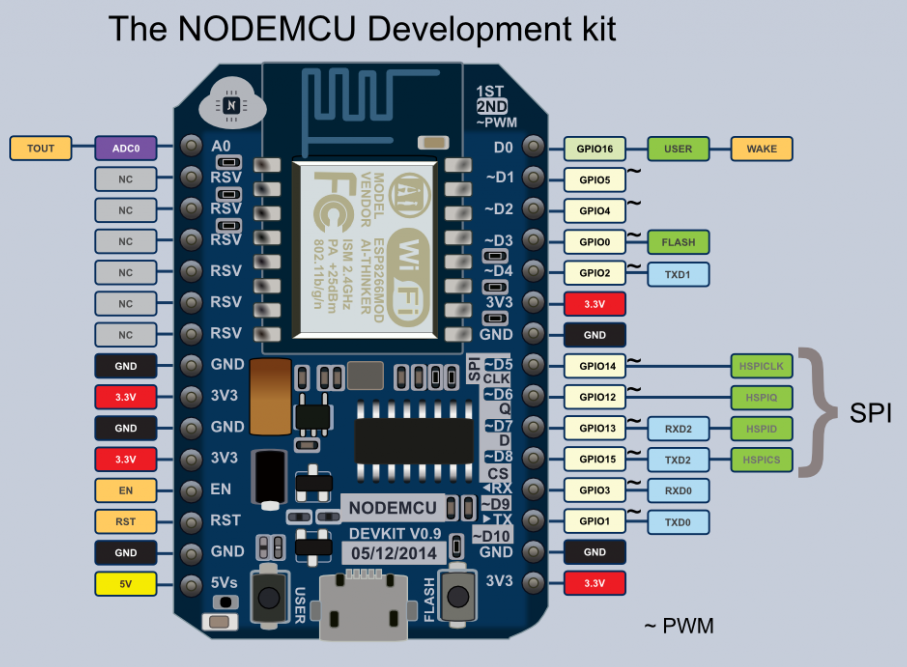 The NODEMCU Development kit
1ST
2ND
~PWM
TOUT ADC0 A0
NC RSV
NC RSV
NC RSV
NC RSV
NC RSV
NC RSV
GND GND
3.3V 3V3
GND GND
3.3V 3V3
EN EN
RST RST
GND GND
5V 5Vs
N
MODEL
VENDOR
ESP8266MOD
AI-THINKER
ISM 2.4GHz
PA +25dBm
802.11b/g/n
FC
AI
Wi Fi
D0 GPIO16 USER WAKE
~D1 GPIO5 ~
~D2 GPIO4 ~
~D3 GPIO0 ~ FLASH
~D4 GPIO2 ~ TXD1
3V3 3.3V
GND GND
SPI
~D5 GPIO14 ~ HSPICLK
CLK
~D6 GPIO12 ~ HSPIQ
Q
~D7 GPIO13 ~ RXD2 HSPID
D
~D8 GPIO15 ~ TXD2 HSPICS
CS
SPI
◄RX GPIO3 ~ RXD0
~D9
►TX GPIO1 ~ TXD0
~D10
GND GND
3V3 3.3V
NODEMCU
DEVKIT V0.9
05/12/2014
USER
FLASH
~ PWM